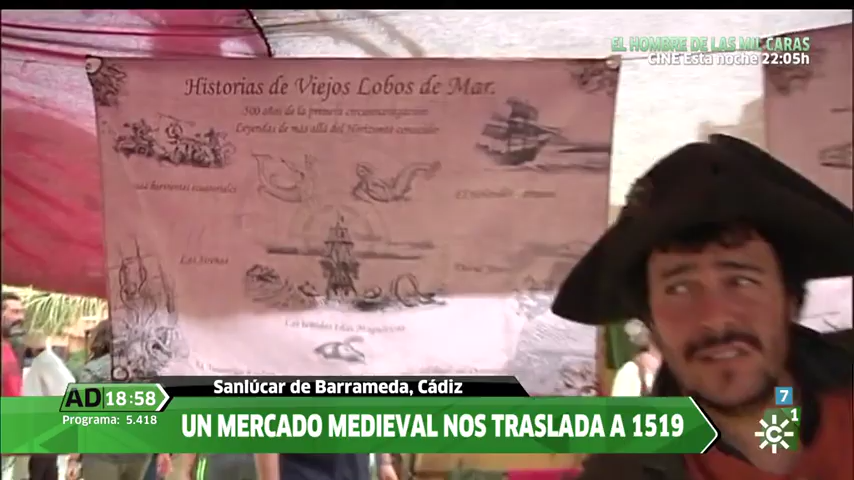 EL HOMBRE DE LAS MIL CARAS
CINE Esta noche 22:05h
Historias de Viejos Lobos de Mar.
500 años de la primera circunnavegación
Leyendas de más allá del Horizonte conocido
Las Sirenas
7
1
Sanlúcar de Barrameda, Cádiz
AD 18:58
Programa: 5.418
UN MERCADO MEDIEVAL NOS TRASLADA A 1519